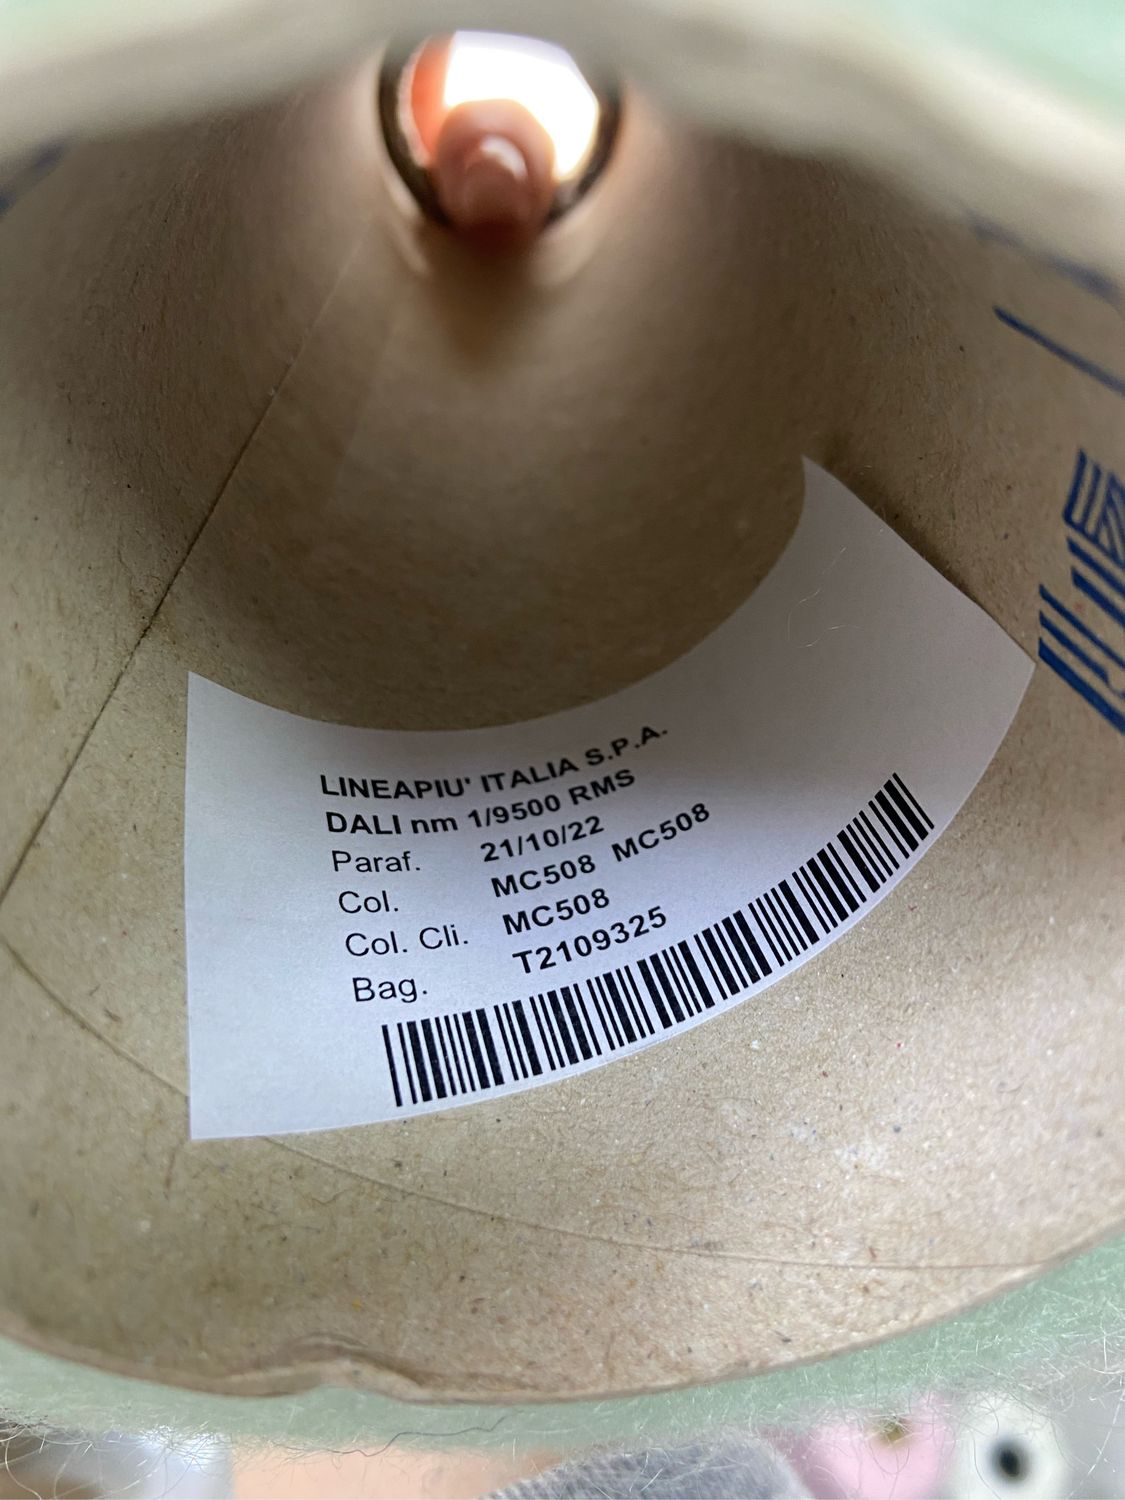 LINEAPIU' ITALIA S.P.A.
DALI nm 1/9500 RMS
Paraf. 21/10/22
Col. MC508 MC508
Col. Cli. MC508
Bag. T2109325